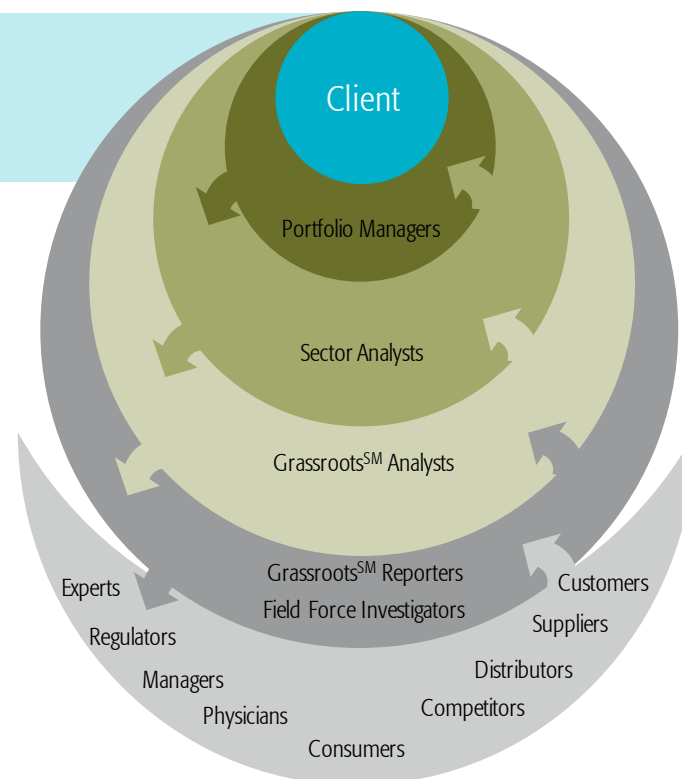 Client
Portfolio Managers
Sector Analysts
Grassroots℠ Analysts
Grassroots℠ Reporters
Field Force Investigators
Experts
Customers
Regulators
Suppliers
Managers
Distributors
Physicians
Competitors
Consumers